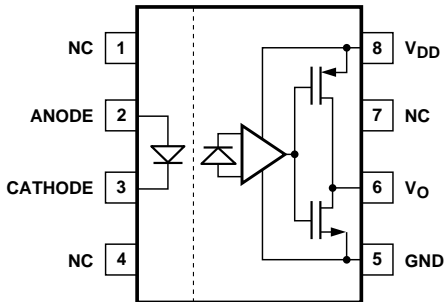 NC 1
ANODE 2
CATHODE 3
NC 4
8 VDD
7 NC
6 VO
5 GND